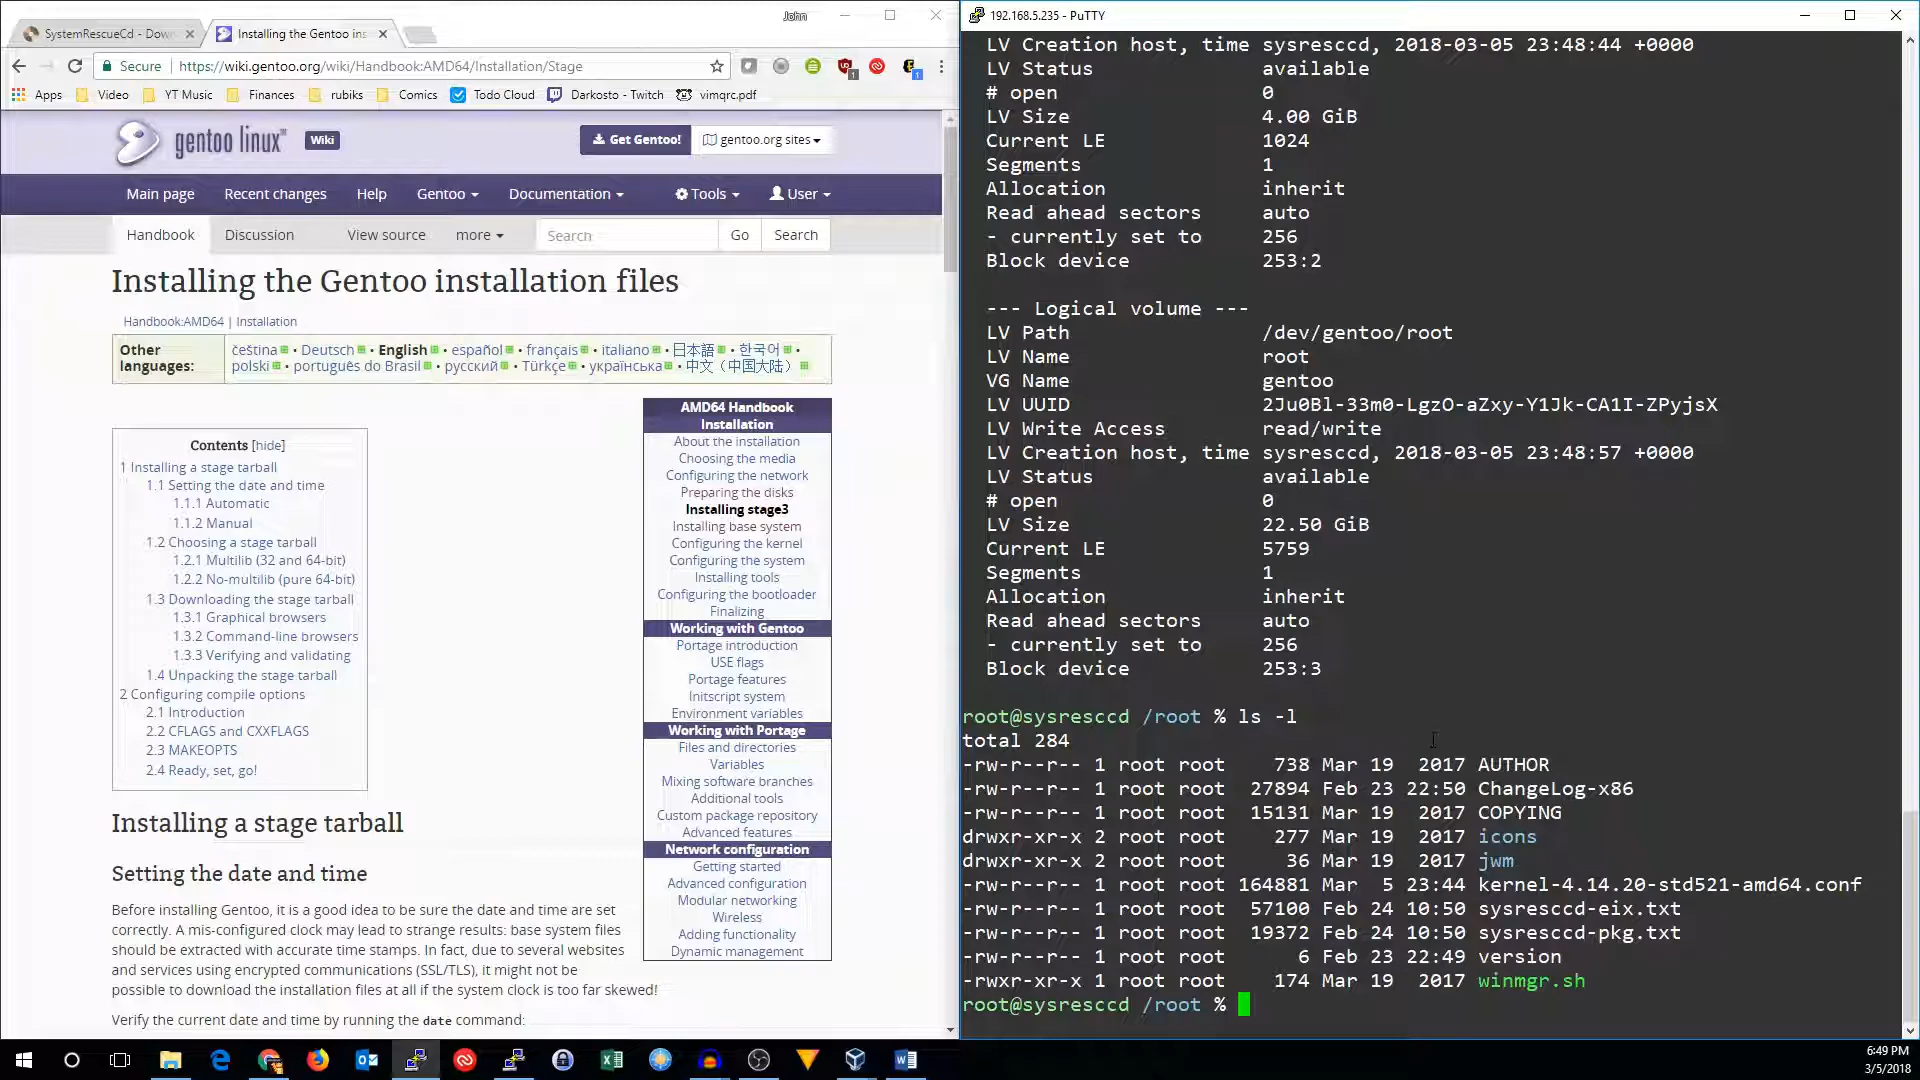 SystemRescueCd - Down
Installing the Gentoo ins
John
Secure
https://wiki.gentoo.org/wiki/Handbook:AMD64/Installation/Stage
Apps
Video
YT Music
Finances
rubiks
Comics
Todo Cloud
Darkosto - Twitch
vimqrc.pdf
gentoo linux
Wiki
Get Gentoo!
gentoo.org sites
Main page
Recent changes
Help
Gentoo
Documentation
Tools
User
Handbook
Discussion
View source
more
Search
Go
Search
Installing the Gentoo installation files
Handbook:AMD64 | Installation
Other languages:
čeština • Deutsch • English • español • français • italiano • 日本語 • 한국어 •
polski • português do Brasil • русский • Türkçe • українська • 中文（中国大陆）
Contents [hide]
1 Installing a stage tarball
1.1 Setting the date and time
1.1.1 Automatic
1.1.2 Manual
1.2 Choosing a stage tarball
1.2.1 Multilib (32 and 64-bit)
1.2.2 No-multilib (pure 64-bit)
1.3 Downloading the stage tarball
1.3.1 Graphical browsers
1.3.2 Command-line browsers
1.3.3 Verifying and validating
1.4 Unpacking the stage tarball
2 Configuring compile options
2.1 Introduction
2.2 CFLAGS and CXXFLAGS
2.3 MAKEOPTS
2.4 Ready, set, go!
AMD64 Handbook
Installation
About the installation
Choosing the media
Configuring the network
Preparing the disks
Installing stage3
Installing base system
Configuring the kernel
Configuring the system
Installing tools
Configuring the bootloader
Finalizing
Working with Gentoo
Portage introduction
USE flags
Portage features
Initscript system
Environment variables
Working with Portage
Files and directories
Variables
Mixing software branches
Additional tools
Custom package repository
Advanced features
Network configuration
Getting started
Advanced configuration
Modular networking
Wireless
Adding functionality
Dynamic management
Installing a stage tarball
Setting the date and time
Before installing Gentoo, it is a good idea to be sure the date and time are set
correctly. A mis-configured clock may lead to strange results: base system files
should be extracted with accurate time stamps. In fact, due to several websites
and services using encrypted communications (SSL/TLS), it might not be
possible to download the installation files at all if the system clock is too far skewed!
Verify the current date and time by running the date command:
192.168.5.235 - PuTTY
LV Creation host, time sysresccd, 2018-03-05 23:48:44 +0000
LV Status available
# open 0
LV Size 4.00 GiB
Current LE 1024
Segments 1
Allocation inherit
Read ahead sectors auto
- currently set to 256
Block device 253:2
--- Logical volume ---
LV Path /dev/gentoo/root
LV Name root
VG Name gentoo
LV UUID 2Ju0Bl-33m0-LgzO-aZxy-Y1Jk-CA1I-ZPyjsX
LV Write Access read/write
LV Creation host, time sysresccd, 2018-03-05 23:48:57 +0000
LV Status available
# open 0
LV Size 22.50 GiB
Current LE 5759
Segments 1
Allocation inherit
Read ahead sectors auto
- currently set to 256
Block device 253:3
root@sysresccd /root % ls -l
total 284
-rw-r--r-- 1 root root 738 Mar 19 2017 AUTHOR
-rw-r--r-- 1 root root 27894 Feb 23 22:50 ChangeLog-x86
-rw-r--r-- 1 root root 15131 Mar 19 2017 COPYING
drwxr-xr-x 2 root root 277 Mar 19 2017 icons
drwxr-xr-x 2 root root 36 Mar 19 2017 jwm
-rw-r--r-- 1 root root 164881 Mar 5 23:44 kernel-4.14.20-std521-amd64.conf
-rw-r--r-- 1 root root 57100 Feb 24 10:50 sysresccd-eix.txt
-rw-r--r-- 1 root root 19372 Feb 24 10:50 sysresccd-pkg.txt
-rw-r--r-- 1 root root 6 Feb 23 22:49 version
-rwxr-xr-x 1 root root 174 Mar 19 2017 winmgr.sh
root@sysresccd /root %
6:49 PM
3/5/2018